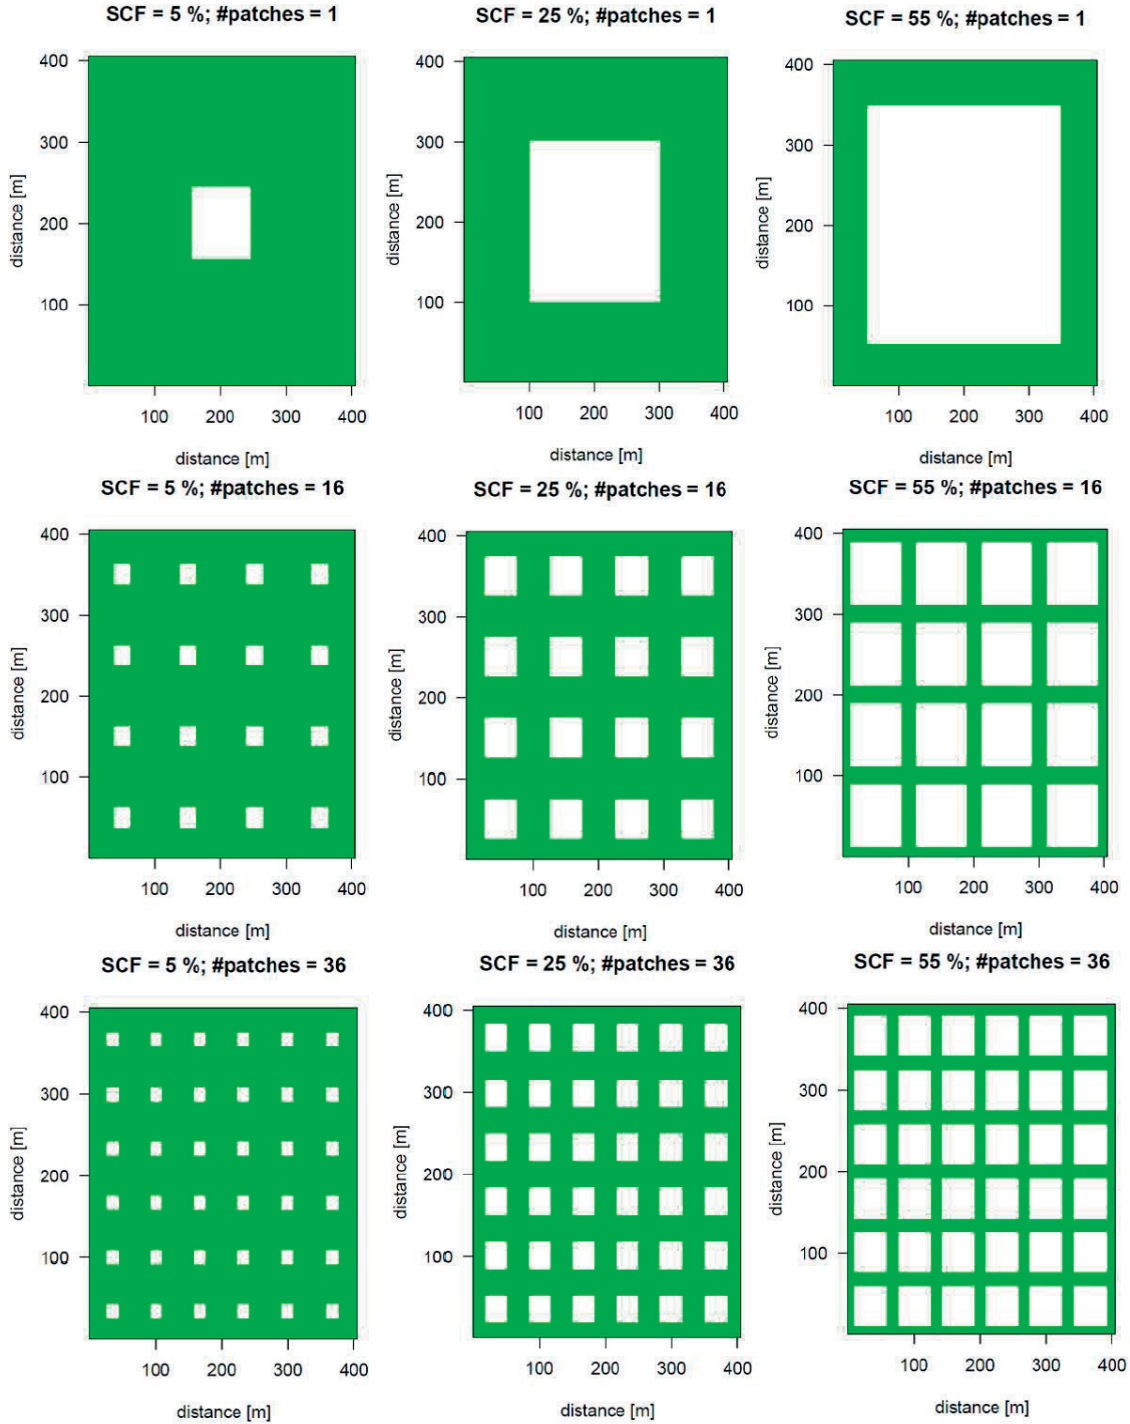 SCF = 5 %; #patches = 1
SCF = 25 %; #patches = 1
SCF = 55 %; #patches = 1
distance [m]
400
300
200
100
100 200 300 400
distance [m]
distance [m]
400
300
200
100
100 200 300 400
distance [m]
distance [m]
400
300
200
100
100 200 300 400
distance [m]
SCF = 5 %; #patches = 16
SCF = 25 %; #patches = 16
SCF = 55 %; #patches = 16
distance [m]
400
300
200
100
100 200 300 400
distance [m]
distance [m]
400
300
200
100
100 200 300 400
distance [m]
distance [m]
400
300
200
100
100 200 300 400
distance [m]
SCF = 5 %; #patches = 36
SCF = 25 %; #patches = 36
SCF = 55 %; #patches = 36
distance [m]
400
300
200
100
100 200 300 400
distance [m]
distance [m]
400
300
200
100
100 200 300 400
distance [m]
distance [m]
400
300
200
100
100 200 300 400
distance [m]